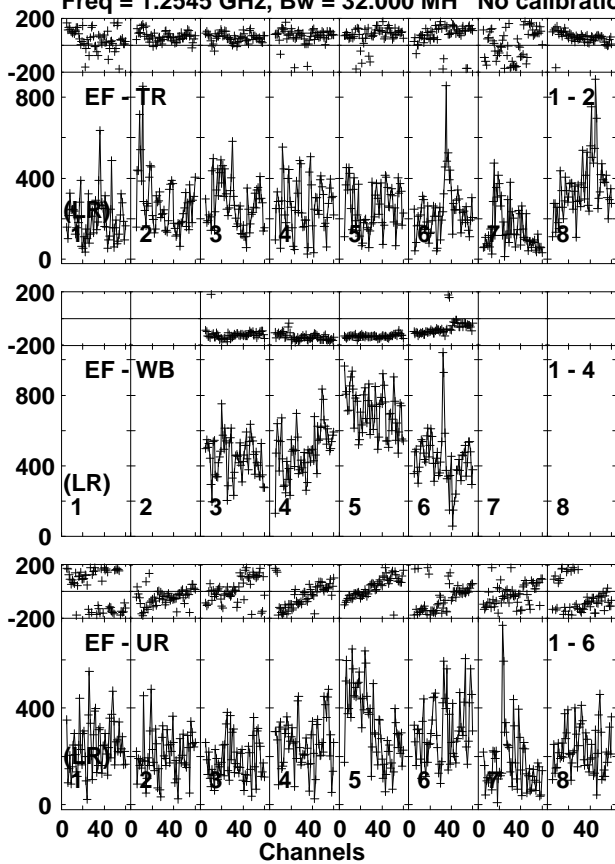 Freq = 1.2545 GHz, Bw = 32.000 MH No calibratio
200
-200
800 EF - TR 1 - 2
400
(LR)
1 2 3 4 5 6 7 8
0
200
-200
EF - WB 1 - 4
800
400
(LR)
1 2 3 4 5 6 7 8
0
200
-200
EF - UR 1 - 6
400
(LR)
1 2 3 4 5 6 7 8
0
0 40 0 40 0 40 0 40 0 40 0 40 0 40 0 40
Channels